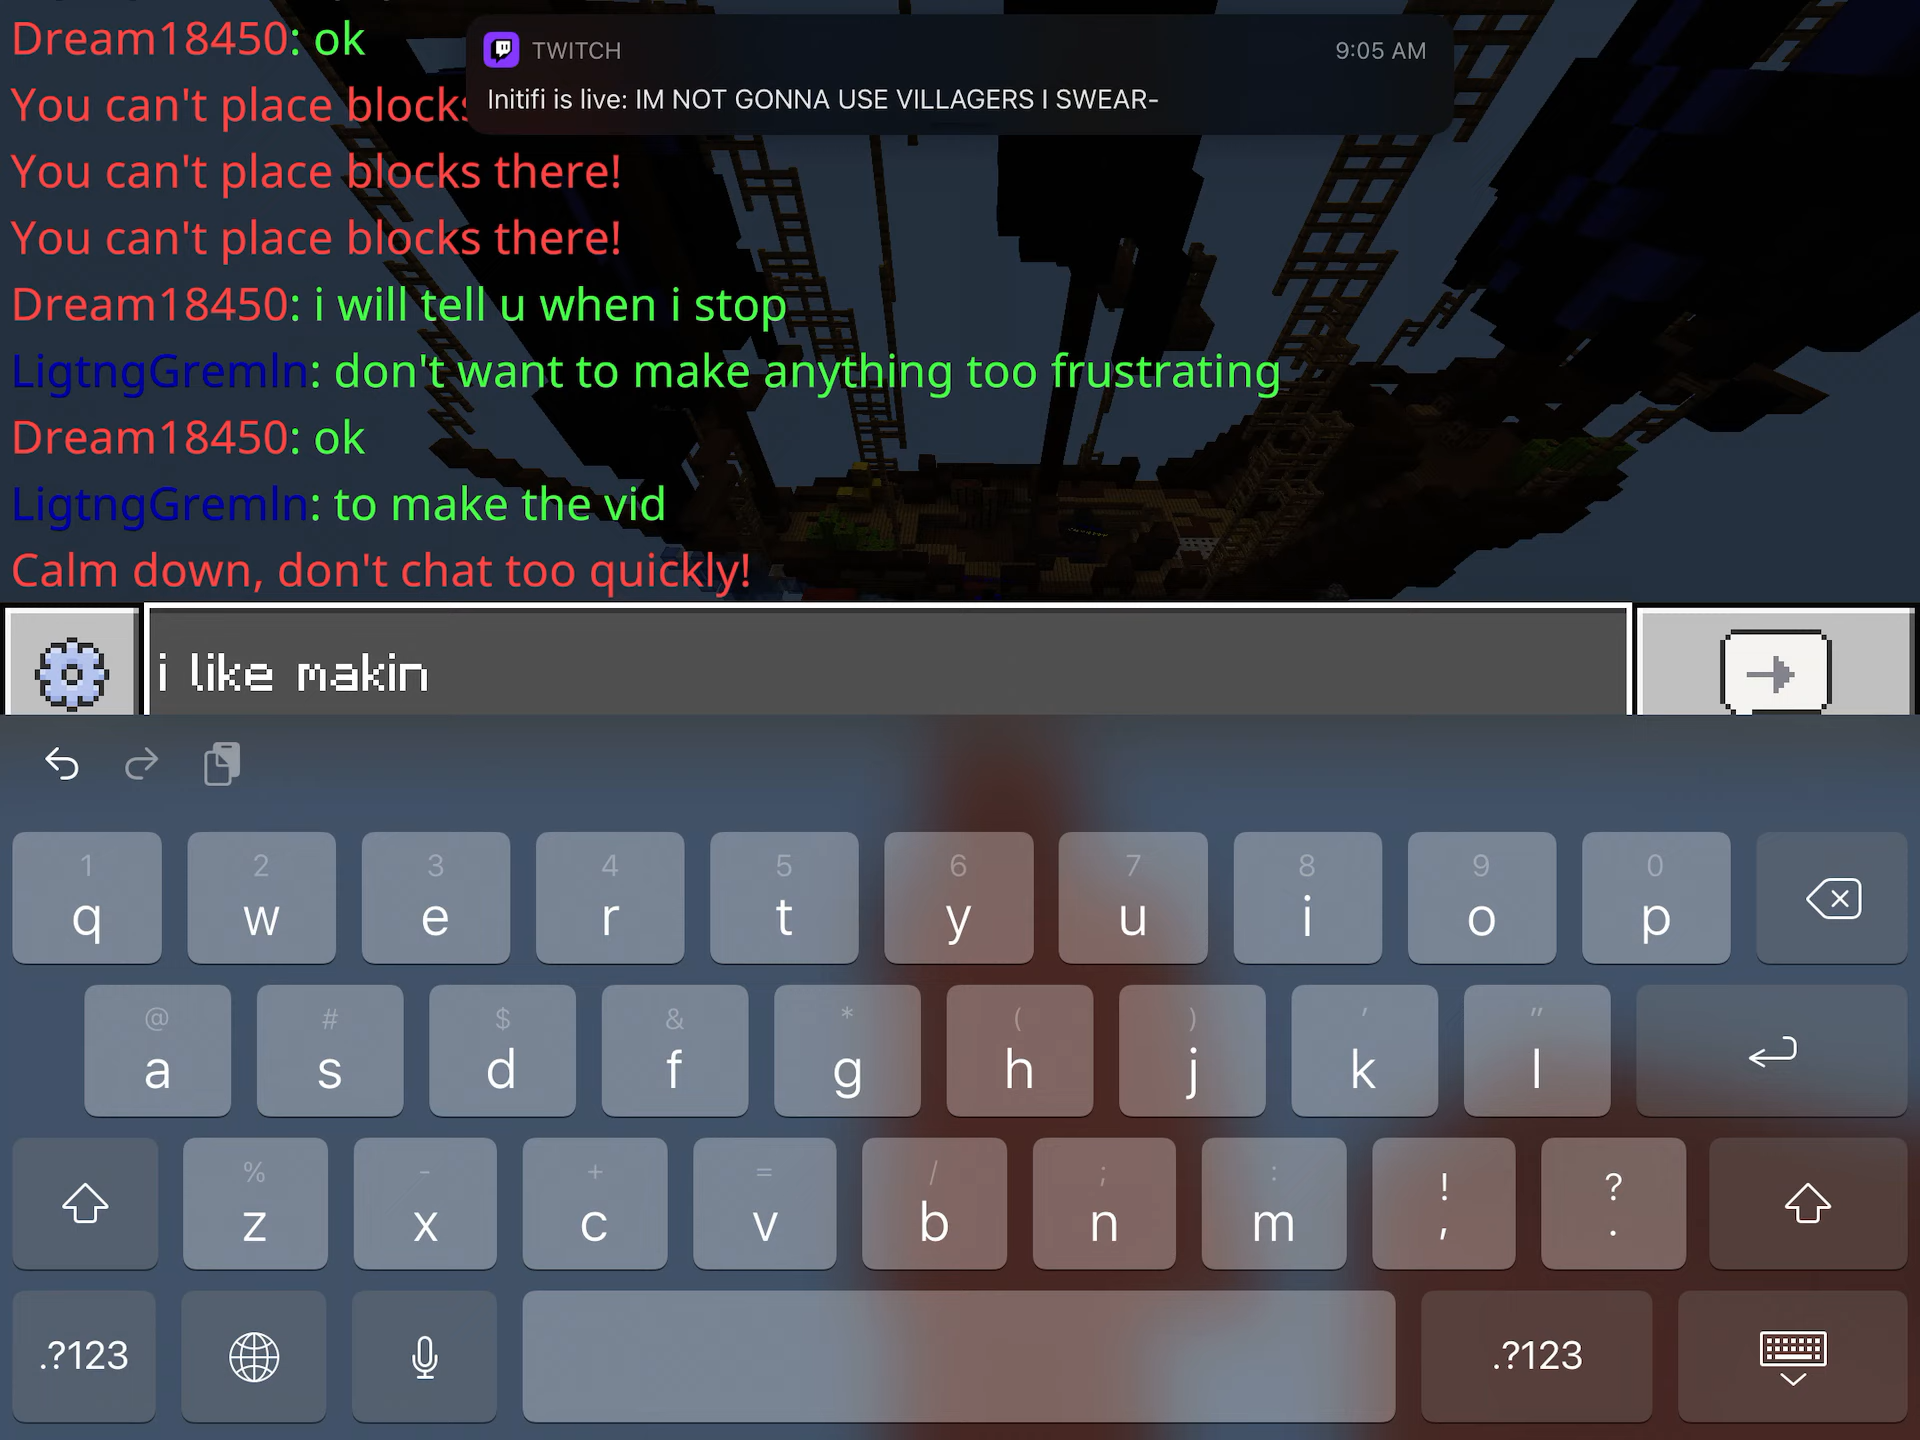 Dream18450: ok
TWITCH 9:05 AM
Initifi is live: IM NOT GONNA USE VILLAGERS I SWEAR-
You can't place blocks
You can't place blocks there!
You can't place blocks there!
Dream18450: i will tell u when i stop
LigtngGremln: don't want to make anything too frustrating
Dream18450: ok
LigtngGremln: to make the vid
Calm down, don't chat too quickly!
i like makin
1 2 3 4 5 6 7 8 9 0
q w e r t y u i o p
@ # $ & * ( ) ' "
a s d f g h j k l
% - + = / ; : ! ?
z x c v b n m , .
.?123 .?123